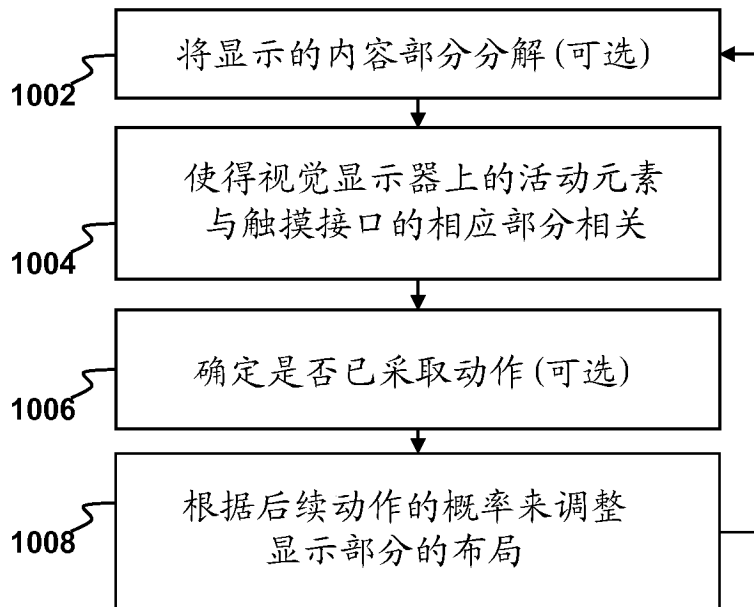 将显示的内容部分分解(可选)
1002
使得视觉显示器上的活动元素
与触摸接口的相应部分相关
1004
确定是否已采取动作(可选)
1006
根据后续动作的概率来调整
显示部分的布局
1008